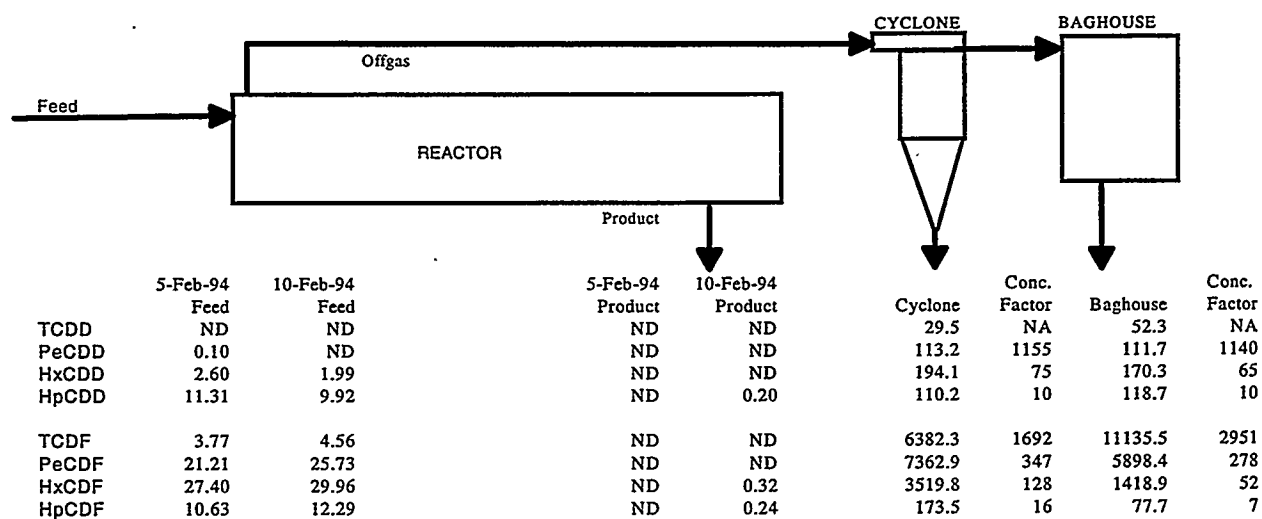 CYCLONE BAGHOUSE
Offgas
Feed
REACTOR
Product
5-Feb-94 10-Feb-94 5-Feb-94 10-Feb-94 Conc. Conc.
Feed Feed Product Product Cyclone Factor Baghouse Factor
TCDD ND ND ND ND 29.5 NA 52.3 NA
PeCDD 0.10 ND ND ND 113.2 1155 111.7 1140
HxCDD 2.60 1.99 ND ND 194.1 75 170.3 65
HpCDD 11.31 9.92 ND 0.20 110.2 10 118.7 10
TCDF 3.77 4.56 ND ND 6382.3 1692 11135.5 2951
PeCDF 21.21 25.73 ND ND 7362.9 347 5898.4 278
HxCDF 27.40 29.96 ND 0.32 3519.8 128 1418.9 52
HpCDF 10.63 12.29 ND 0.24 173.5 16 77.7 7